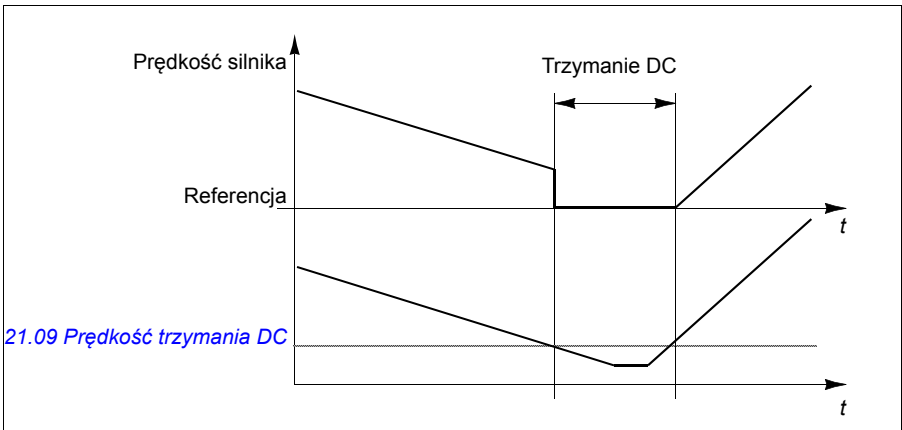 Prędkość silnika
Trzymanie DC
Referencja
t
21.09 Prędkość trzymania DC
t